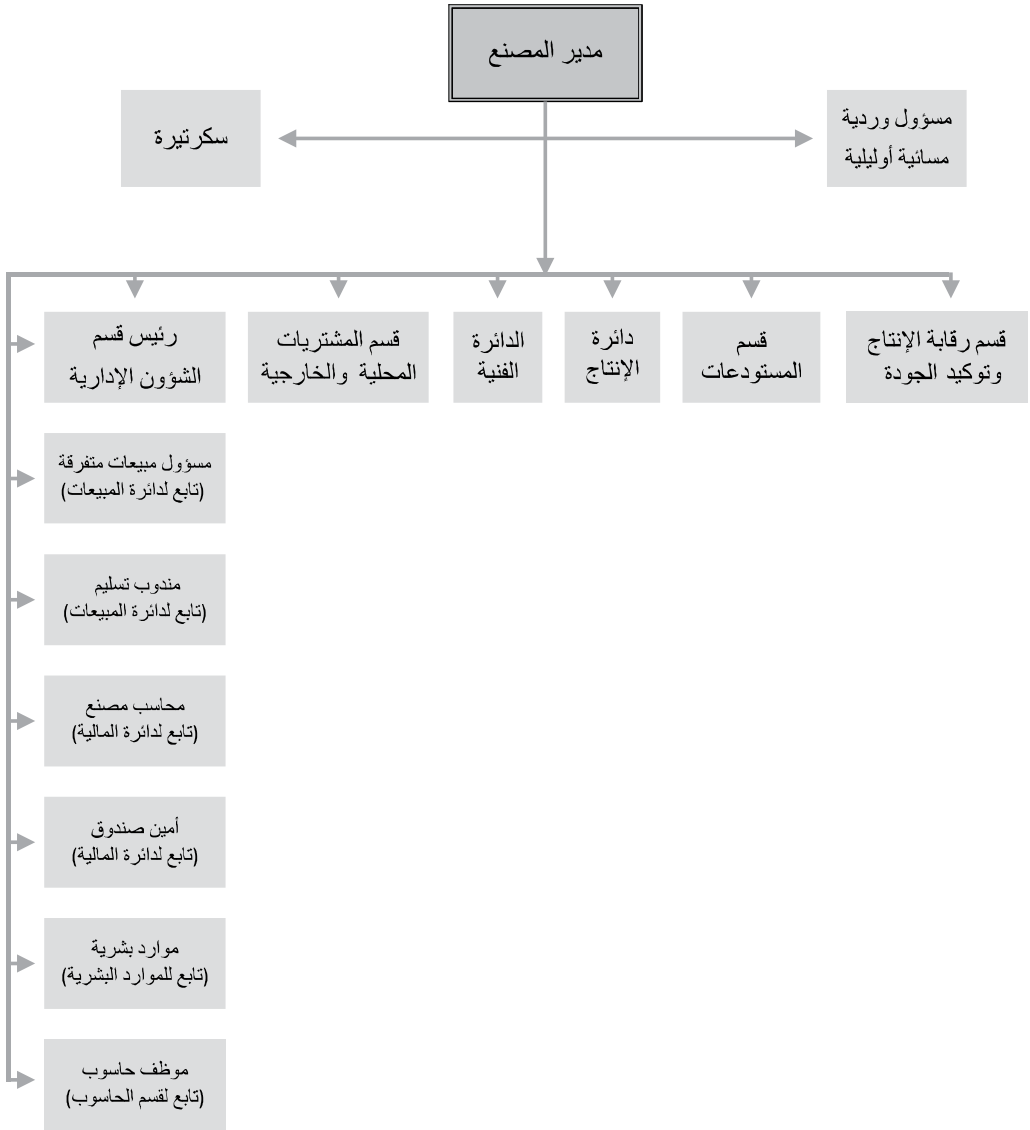 مدير المصنع
مسؤول وردية
مسائية أوليلية
سكرتيرة
قسم رقابة الإنتاج
وتوكيد الجودة
قسم
المستودعات
دائرة
الإنتاج
الدائرة
الفنية
قسم المشتريات
المحلية والخارجية
رئيس قسم
الشؤون الإدارية
مسؤول مبيعات متفرقة
(تابع لدائرة المبيعات)
مندوب تسليم
(تابع لدائرة المبيعات)
محاسب مصنع
(تابع لدائرة المالية)
أمين صندوق
(تابع لدائرة المالية)
موارد بشرية
(تابع للموارد البشرية)
موظف حاسوب
(تابع لقسم الحاسوب)